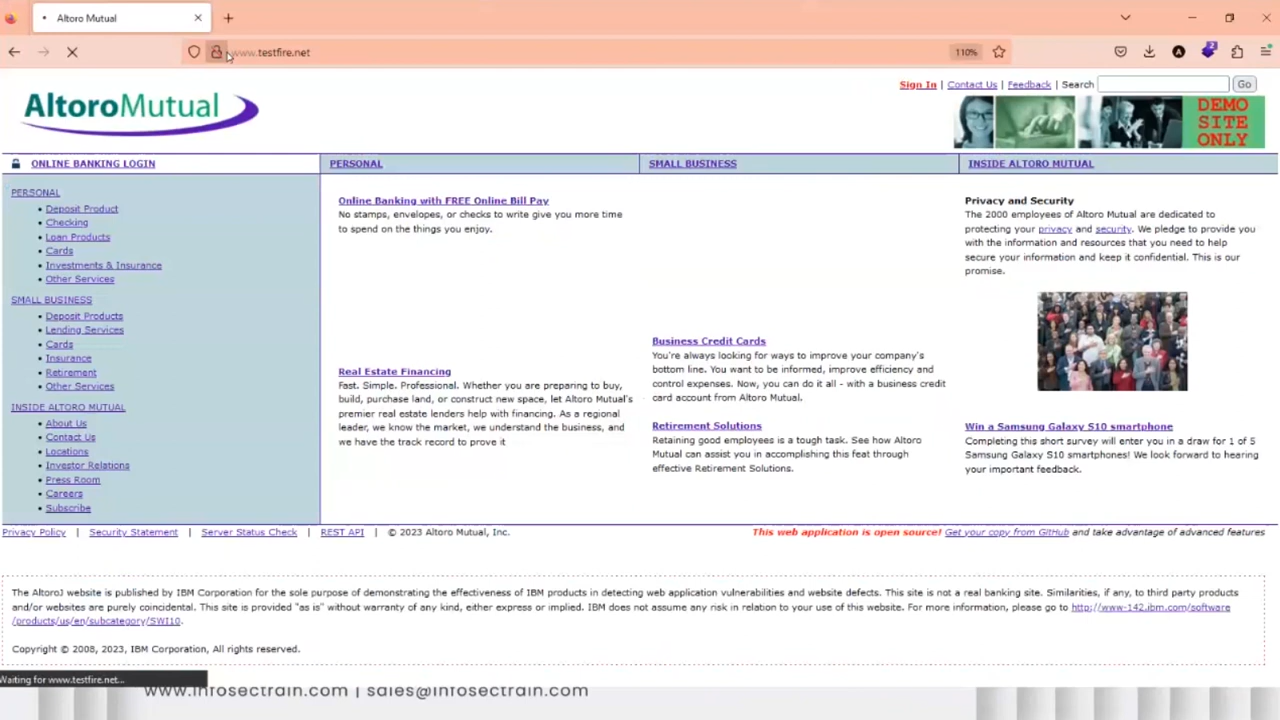 Altoro Mutual
www.testfire.net
110%
2
Sign In | Contact Us | Feedback | Search
Go
AltoroMutual
DEMO
SITE
ONLY
ONLINE BANKING LOGIN
PERSONAL
SMALL BUSINESS
INSIDE ALTORO MUTUAL
PERSONAL
Deposit Product
Checking
Loan Products
Cards
Investments & Insurance
Other Services
SMALL BUSINESS
Deposit Products
Lending Services
Cards
Insurance
Retirement
Other Services
INSIDE ALTORO MUTUAL
About Us
Contact Us
Locations
Investor Relations
Press Room
Careers
Subscribe
Online Banking with FREE Online Bill Pay
No stamps, envelopes, or checks to write give you more time
to spend on the things you enjoy.
Real Estate Financing
Fast. Simple. Professional. Whether you are preparing to buy,
build, purchase land, or construct new space, let Altoro Mutual's
premier real estate lenders help with financing. As a regional
leader, we know the market, we understand the business, and
we have the track record to prove it
Business Credit Cards
You're always looking for ways to improve your company's
bottom line. You want to be informed, improve efficiency and
control expenses. Now, you can do it all - with a business credit
card account from Altoro Mutual.
Retirement Solutions
Retaining good employees is a tough task. See how Altoro
Mutual can assist you in accomplishing this feat through
effective Retirement Solutions.
Privacy and Security
The 2000 employees of Altoro Mutual are dedicated to
protecting your privacy and security. We pledge to provide you
with the information and resources that you need to help
secure your information and keep it confidential. This is our
promise.
Win a Samsung Galaxy S10 smartphone
Completing this short survey will enter you in a draw for 1 of 5
Samsung Galaxy S10 smartphones! We look forward to hearing
your important feedback.
Privacy Policy | Security Statement | Server Status Check | REST API | © 2023 Altoro Mutual, Inc.
This web application is open source! Get your copy from GitHub and take advantage of advanced features
The AltoroJ website is published by IBM Corporation for the sole purpose of demonstrating the effectiveness of IBM products in detecting web application vulnerabilities and website defects. This site is not a real banking site. Similarities, if any, to third party products
and/or websites are purely coincidental. This site is provided "as is" without warranty of any kind, either express or implied. IBM does not assume any risk in relation to your use of this website. For more information, please go to http://www-142.ibm.com/software
/products/us/en/subcategory/SWI10.
Copyright © 2008, 2023, IBM Corporation, All rights reserved.
Waiting for www.testfire.net...
www.infosectrain.com | sales@infosectrain.com